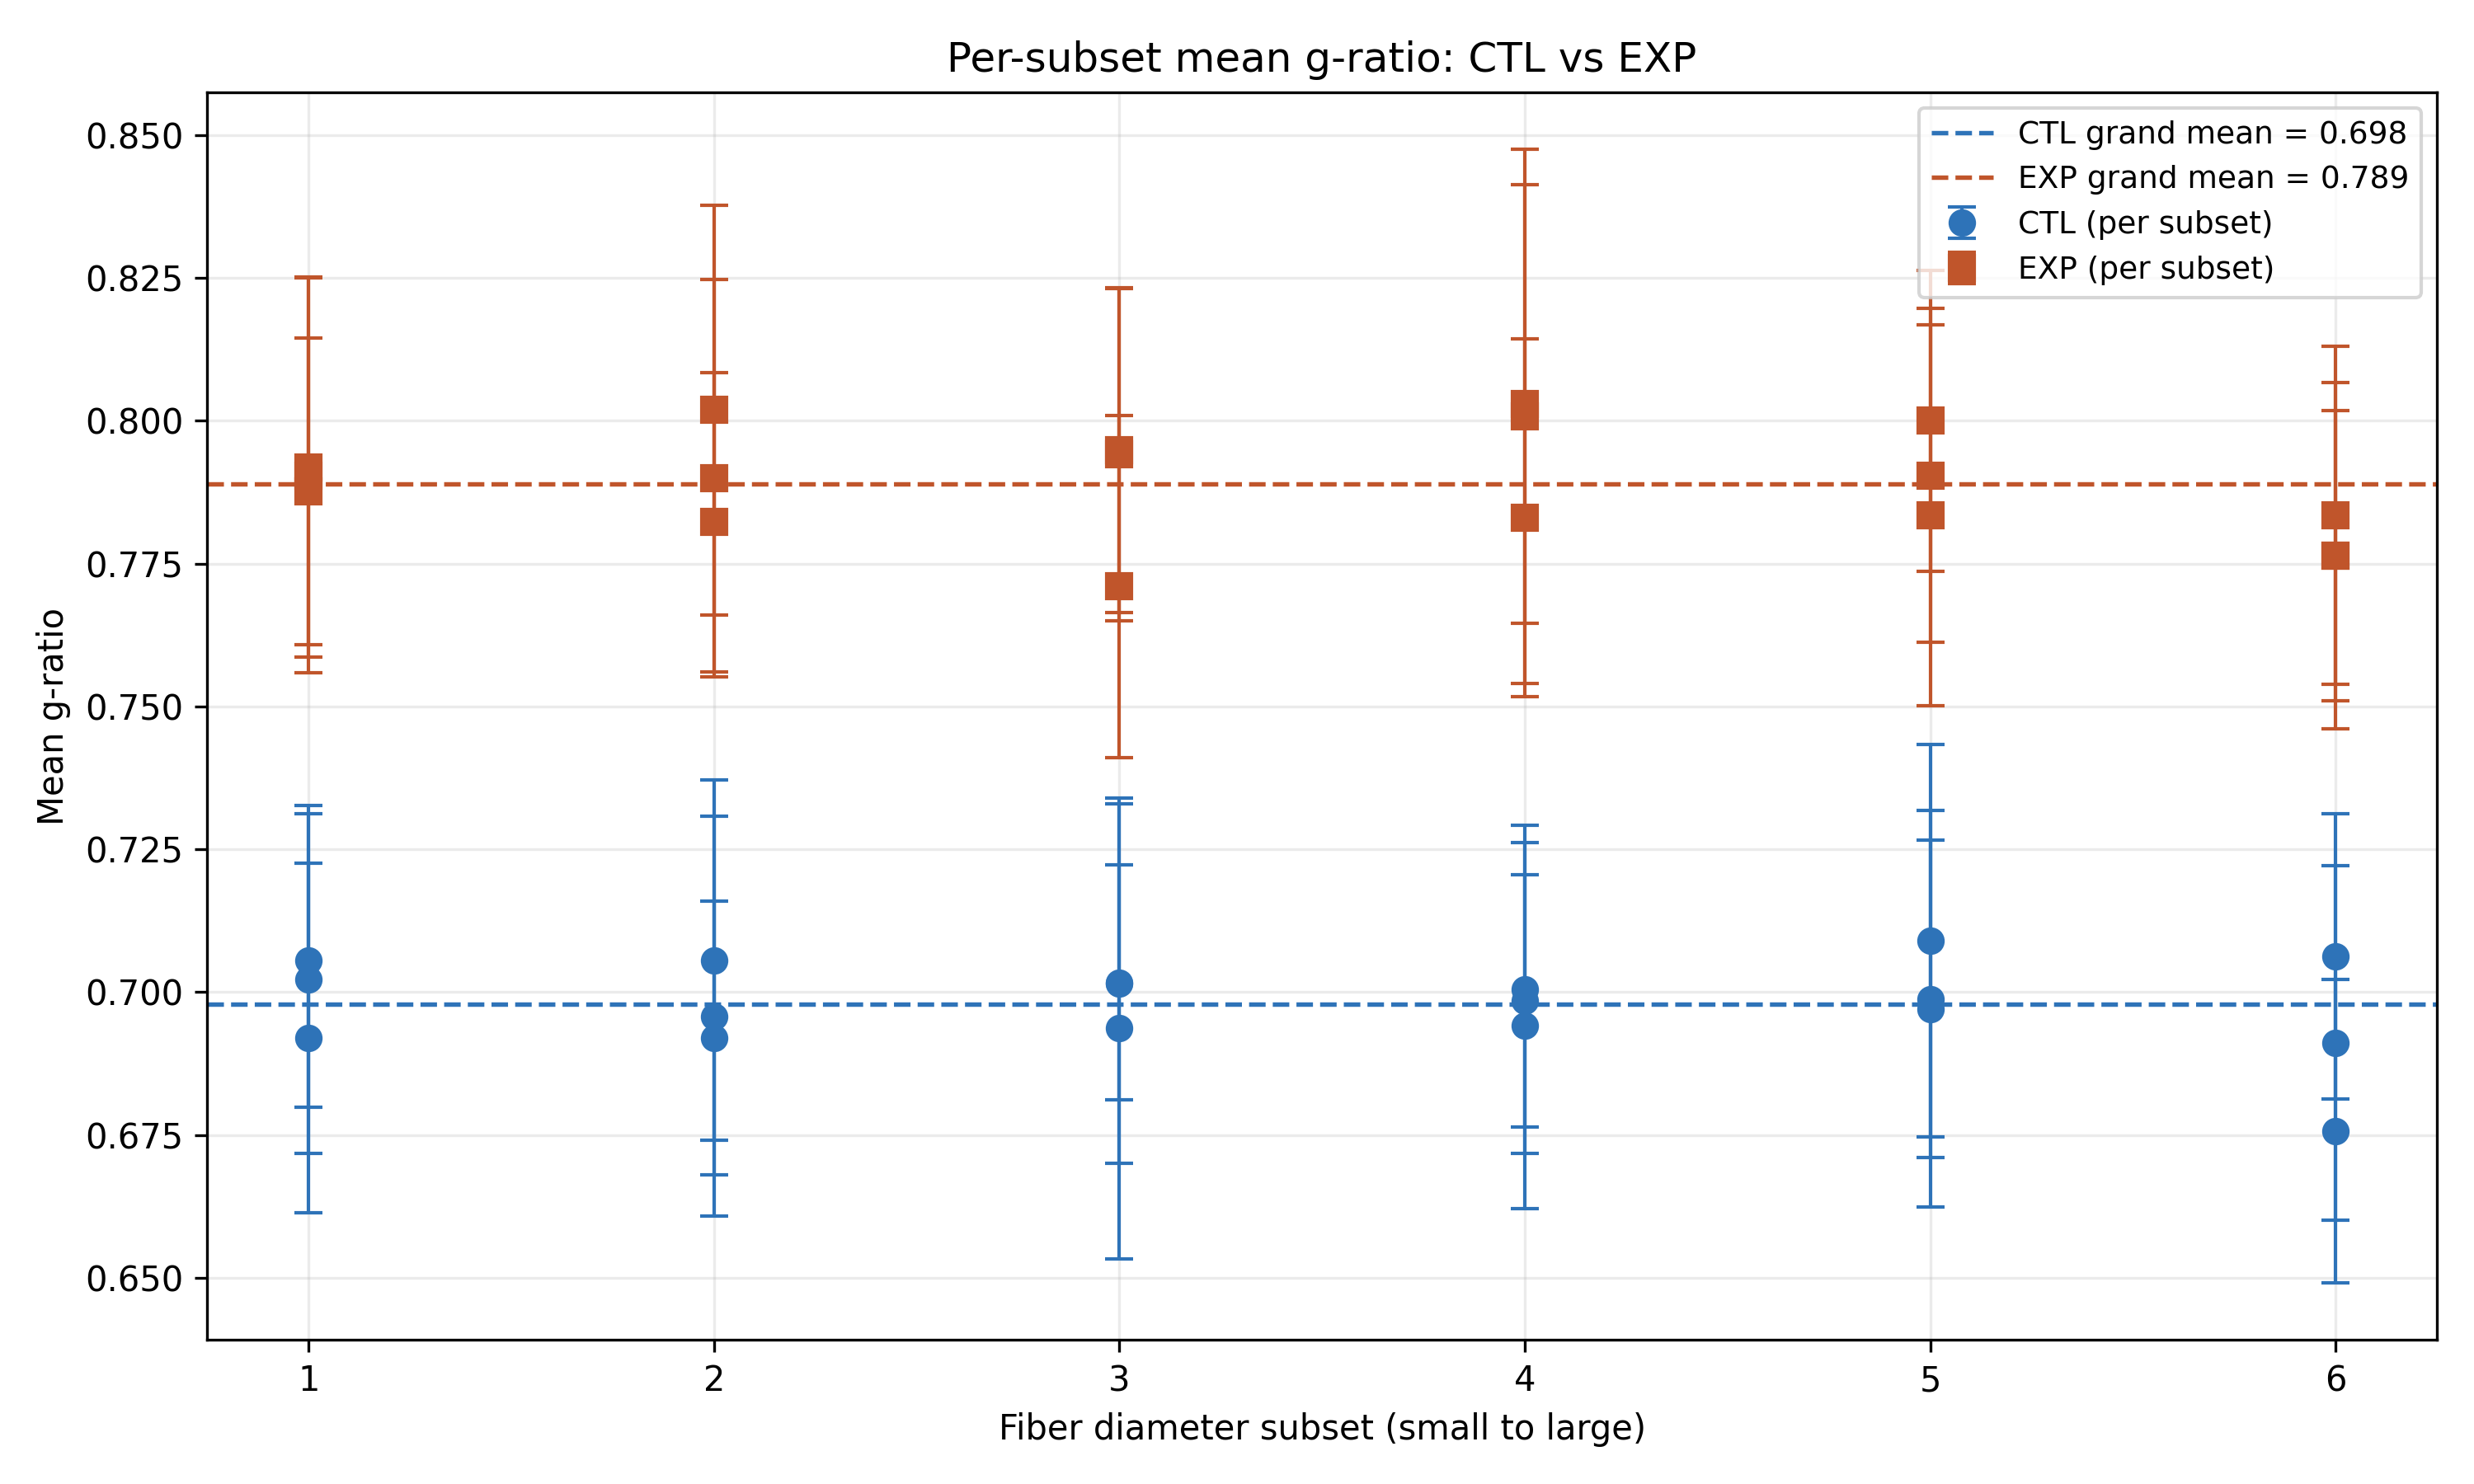 Per-subset mean g-ratio: CTL vs EXP
CTL grand mean = 0.698
EXP grand mean = 0.789
CTL (per subset)
EXP (per subset)
Mean g-ratio
0.850
0.825
0.800
0.775
0.750
0.725
0.700
0.675
0.650
1 2 3 4 5 6
Fiber diameter subset (small to large)